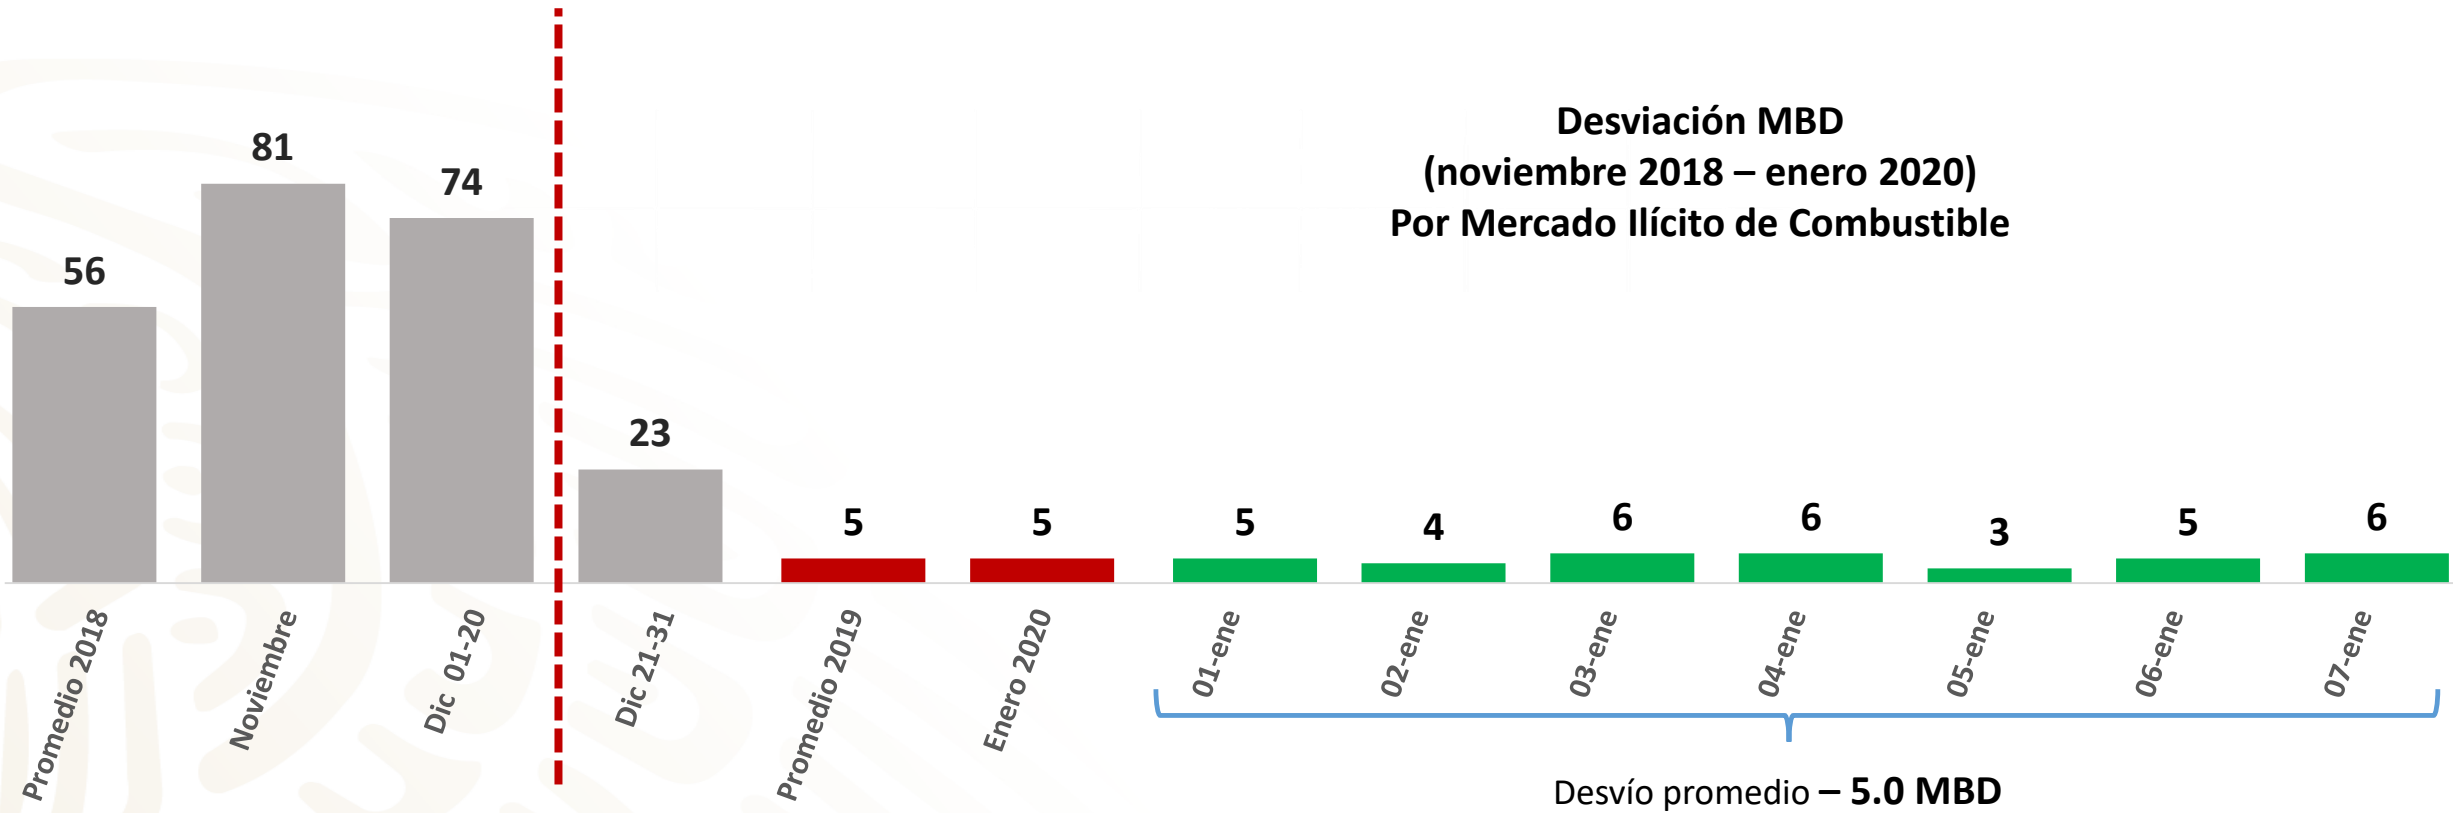 Desviación MBD
(noviembre 2018 – enero 2020)
Por Mercado Ilícito de Combustible
56
81
74
23
5
5
5
4
6
6
3
5
6
Promedio 2018
Noviembre
Dic 01-20
Dic 21-31
Promedio 2019
Enero 2020
01-ene
02-ene
03-ene
04-ene
05-ene
06-ene
07-ene
Desvío promedio – 5.0 MBD